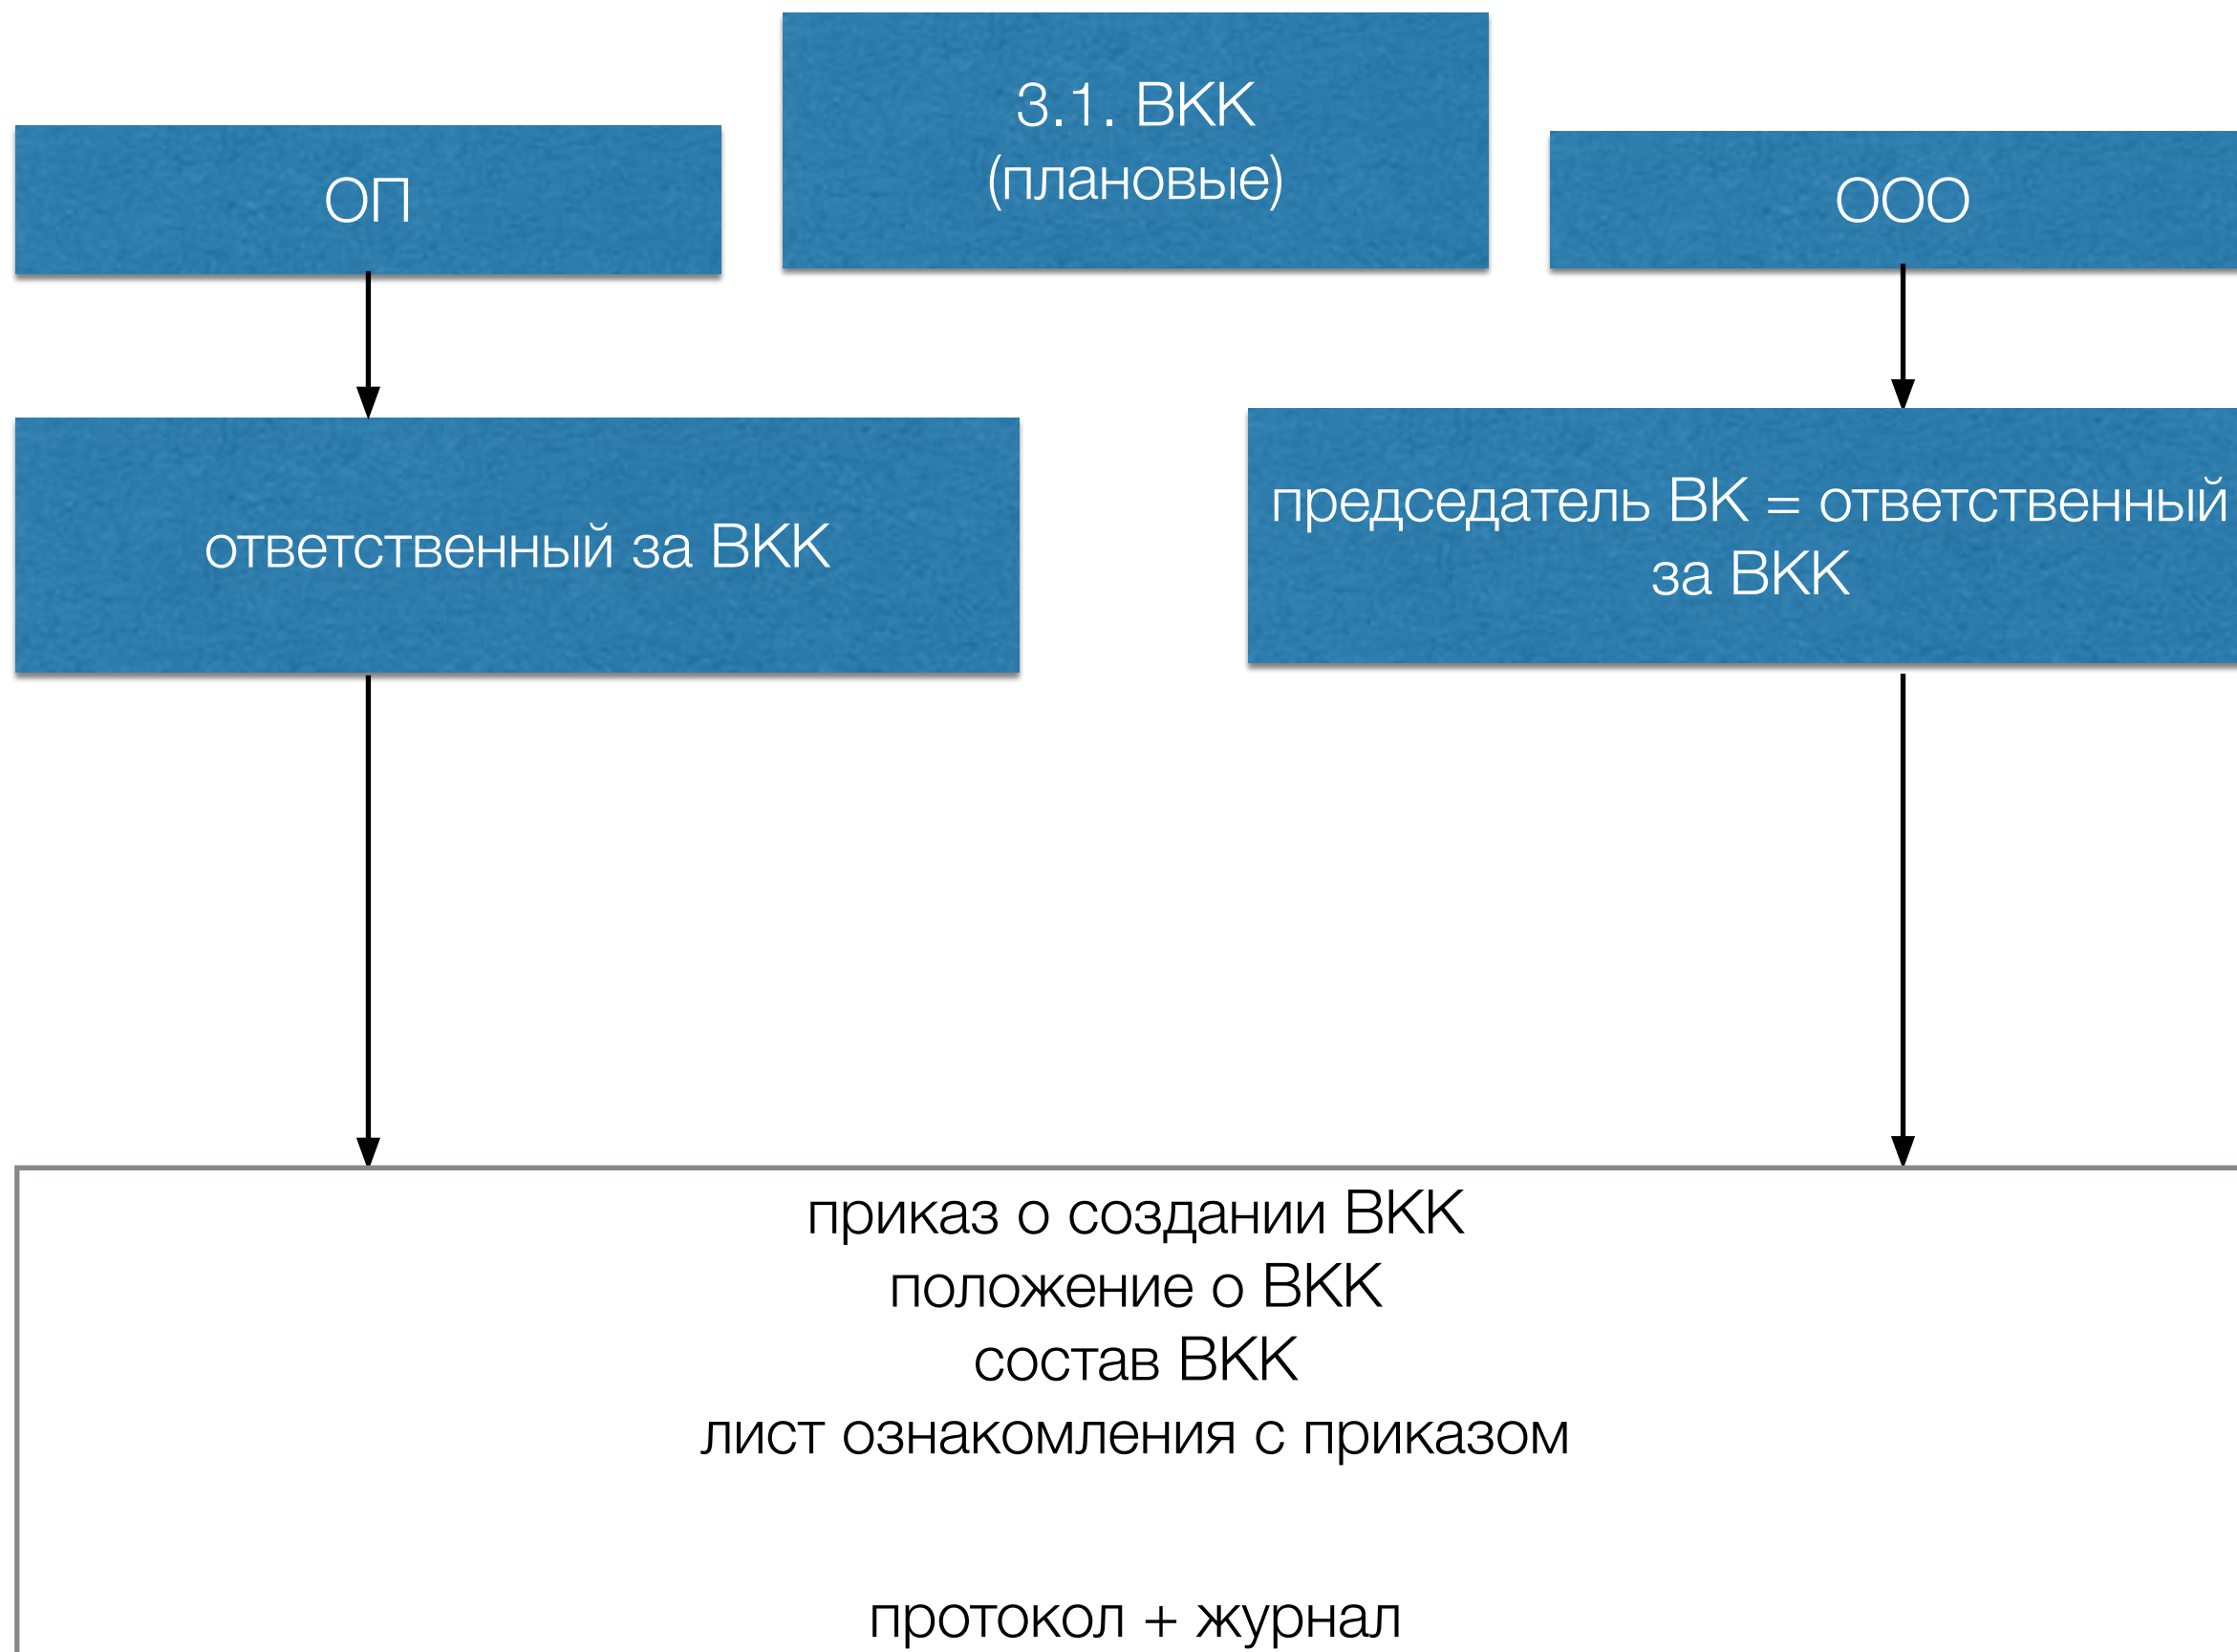 3.1. ВКК
(плановые)
ОП
ООО
ответственный за ВКК
председатель ВК = ответственный
за ВКК
приказ о создании ВКК
положение о ВКК
состав ВКК
лист ознакомления с приказом
протокол + журнал